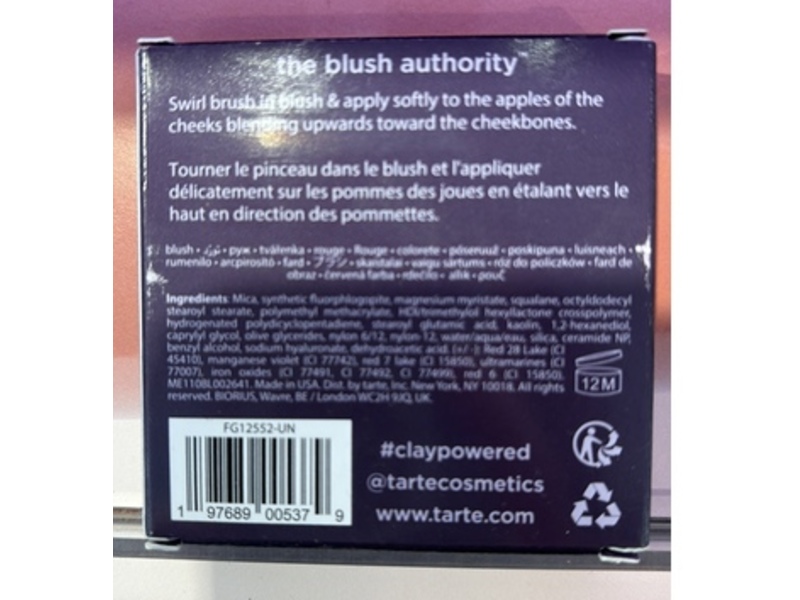 the blush authority™
Swirl brush in blush & apply softly to the apples of the
cheeks blending upwards toward the cheekbones.
Tourner le pinceau dans le blush et l'appliquer
délicatement sur les pommes des joues en étalant vers le
haut en direction des pommettes.
blush • руж • tvářenka • rouge • Rouge • colorete • põsepuna • poskipuna • luisneach •
rumenilo • arcpirosító • fard • skaistalai • vaigu sārtums • róż do policzków • fard de
obraz • červená farba • rdečilo • allık •
Ingredients: Mica, synthetic fluorphlogopite, magnesium myristate, squalane, octyldodecyl
stearoyl stearate, polymethyl methacrylate, HDI/trimethylol hexyllactone crosspolymer,
hydrogenated polydicyclopentadiene, stearoyl glutamic acid, kaolin, 1,2-hexanediol,
caprylyl glycol, olive glycerides, nylon 6/12, nylon 12, water/aqua/eau, silica, ceramide NP,
benzyl alcohol, sodium hyaluronate, dehydroacetic acid. (+/-): Red 28 Lake (CI
45410), manganese violet (CI 77742), red 7 lake (CI 15850), ultramarines (CI
77007), iron oxides (CI 77491, CI 77492, CI 77499), red 6 (CI 15850).
ME1108L002641. Made in USA. Dist. by tarte, inc. New York, NY 10018. All rights
reserved. BIORIUS, Wavre, BE / London WC2H 9JQ, UK.
12M
FG12552-UN
1 97689 00537 9
#claypowered
@tartecosmetics
www.tarte.com